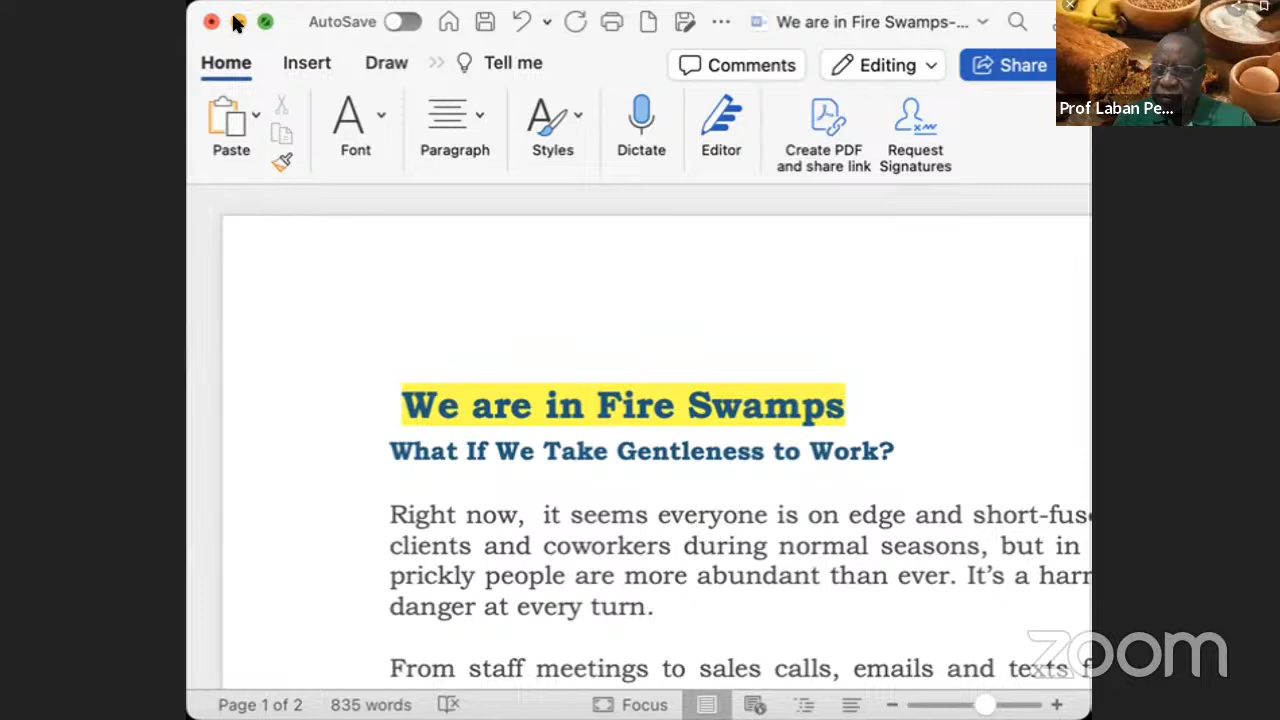 AutoSave
We are in Fire Swamps-...
Home Insert Draw Tell me Comments Editing Share
Paste Font Paragraph Styles Dictate Editor Create PDF and share link Request Signatures
Prof Laban Pe...
We are in Fire Swamps
What If We Take Gentleness to Work?
Right now, it seems everyone is on edge and short-fus
clients and coworkers during normal seasons, but in
prickly people are more abundant than ever. It's a har
danger at every turn.
From staff meetings to sales calls, emails and texts f
zoom
Page 1 of 2 835 words Focus